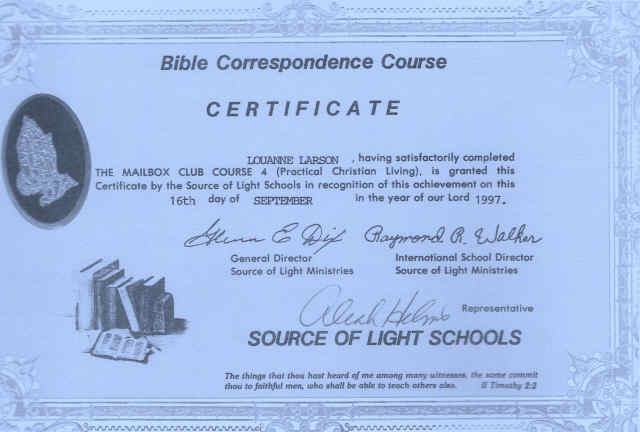 Bible Correspondence Course
CERTIFICATE
LOUANNE LARSON , having satisfactorily completed
THE MAILBOX CLUB COURSE 4 (Practical Christian Living), is granted this
Certificate by the Source of Light Schools in recognition of this achievement on this
16th day of SEPTEMBER in the year of our Lord 1997.
Glenn E Dix Raymond R. Walker
General Director International School Director
Source of Light Ministries Source of Light Ministries
Helms Representative
SOURCE OF LIGHT SCHOOLS
The things that thou hast heard of me among many witnesses, the same commit
thou to faithful men, who shall be able to teach others also. II Timothy 2:2